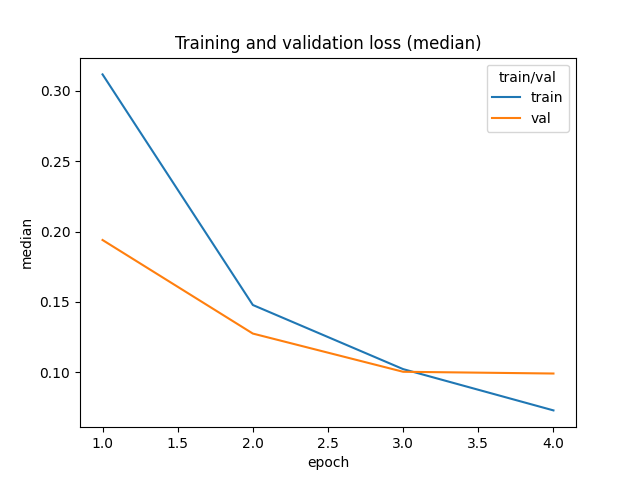 Training and validation loss (median)
train/val
train
val
0.30
0.25
0.20
0.15
0.10
median
1.0
1.5
2.0
2.5
3.0
3.5
4.0
epoch